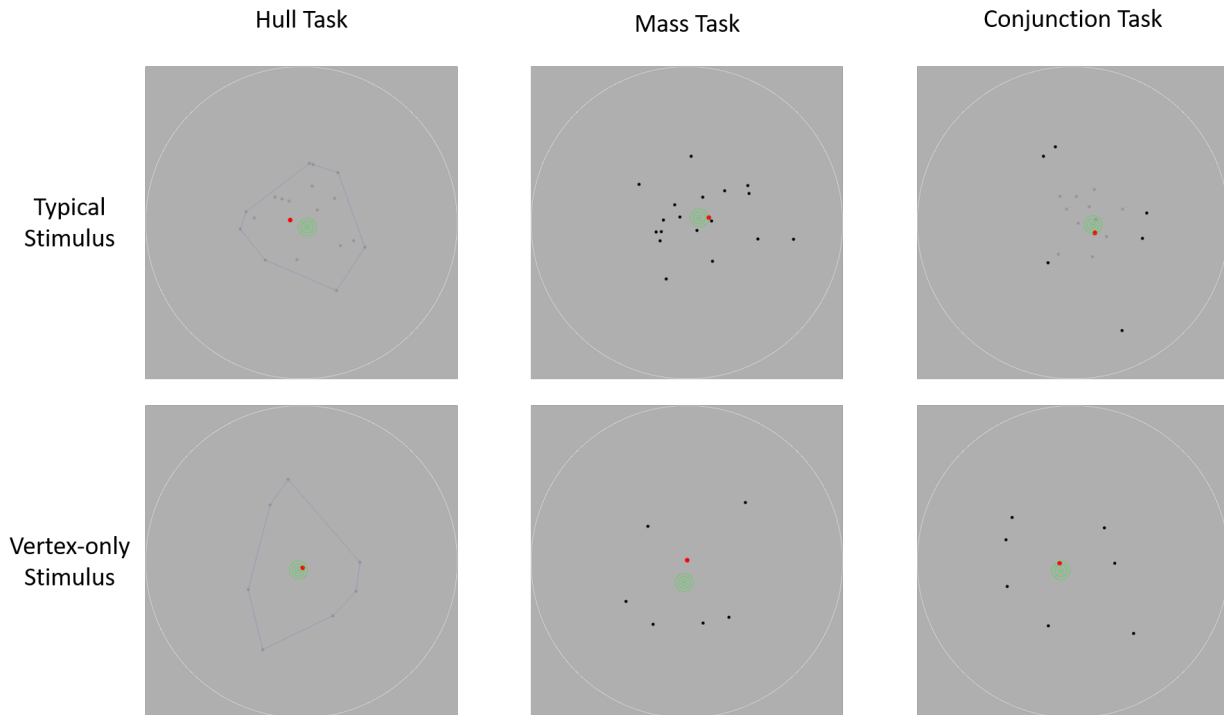 Hull Task
Mass Task
Conjunction Task
Typical
Stimulus
Vertex-only
Stimulus